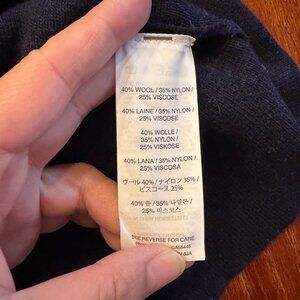 40% WOOL / 35% NYLON /
25% VISCOSE
40% LAINE / 35% NYLON /
25% VISCOSE
40% WOLLE /
35% NYLON /
25% VISKOSE
40% LANA / 35% NYLON /
25% VISCOSA
ウール 40% / ナイロン 35% /
ビスコース 25%
40% 울 / 35% 나일론 /
25% 비스코스
SEE REVERSE FOR CARE